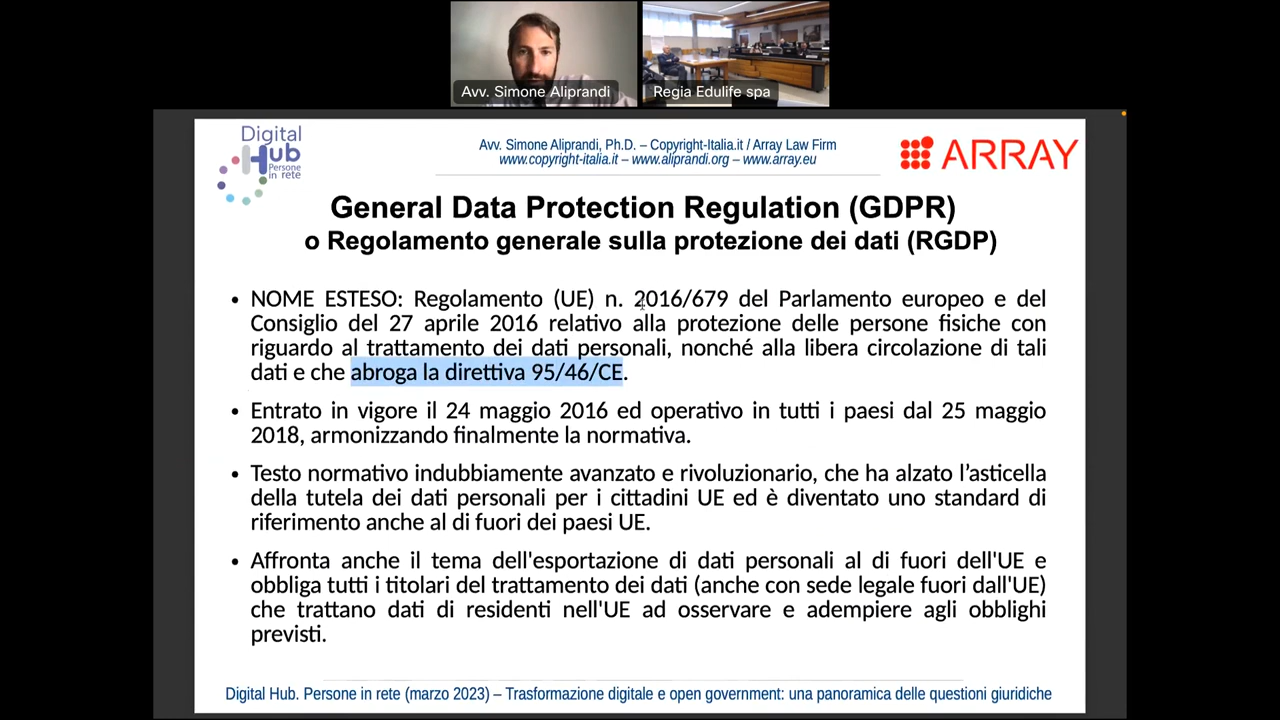 Avv. Simone Aliprandi
Regia Edulife spa
Digital
Hub
Persone
in rete
Avv. Simone Aliprandi, Ph.D. – Copyright-Italia.it / Array Law Firm
www.copyright-italia.it – www.aliprandi.org – www.array.eu
ARRAY
General Data Protection Regulation (GDPR)
o Regolamento generale sulla protezione dei dati (RGDP)
• NOME ESTESO: Regolamento (UE) n. 2016/679 del Parlamento europeo e del
Consiglio del 27 aprile 2016 relativo alla protezione delle persone fisiche con
riguardo al trattamento dei dati personali, nonché alla libera circolazione di tali
dati e che abroga la direttiva 95/46/CE.
• Entrato in vigore il 24 maggio 2016 ed operativo in tutti i paesi dal 25 maggio
2018, armonizzando finalmente la normativa.
• Testo normativo indubbiamente avanzato e rivoluzionario, che ha alzato l’asticella
della tutela dei dati personali per i cittadini UE ed è diventato uno standard di
riferimento anche al di fuori dei paesi UE.
• Affronta anche il tema dell'esportazione di dati personali al di fuori dell'UE e
obbliga tutti i titolari del trattamento dei dati (anche con sede legale fuori dall'UE)
che trattano dati di residenti nell'UE ad osservare e adempiere agli obblighi
previsti.
Digital Hub. Persone in rete (marzo 2023) – Trasformazione digitale e open government: una panoramica delle questioni giuridiche